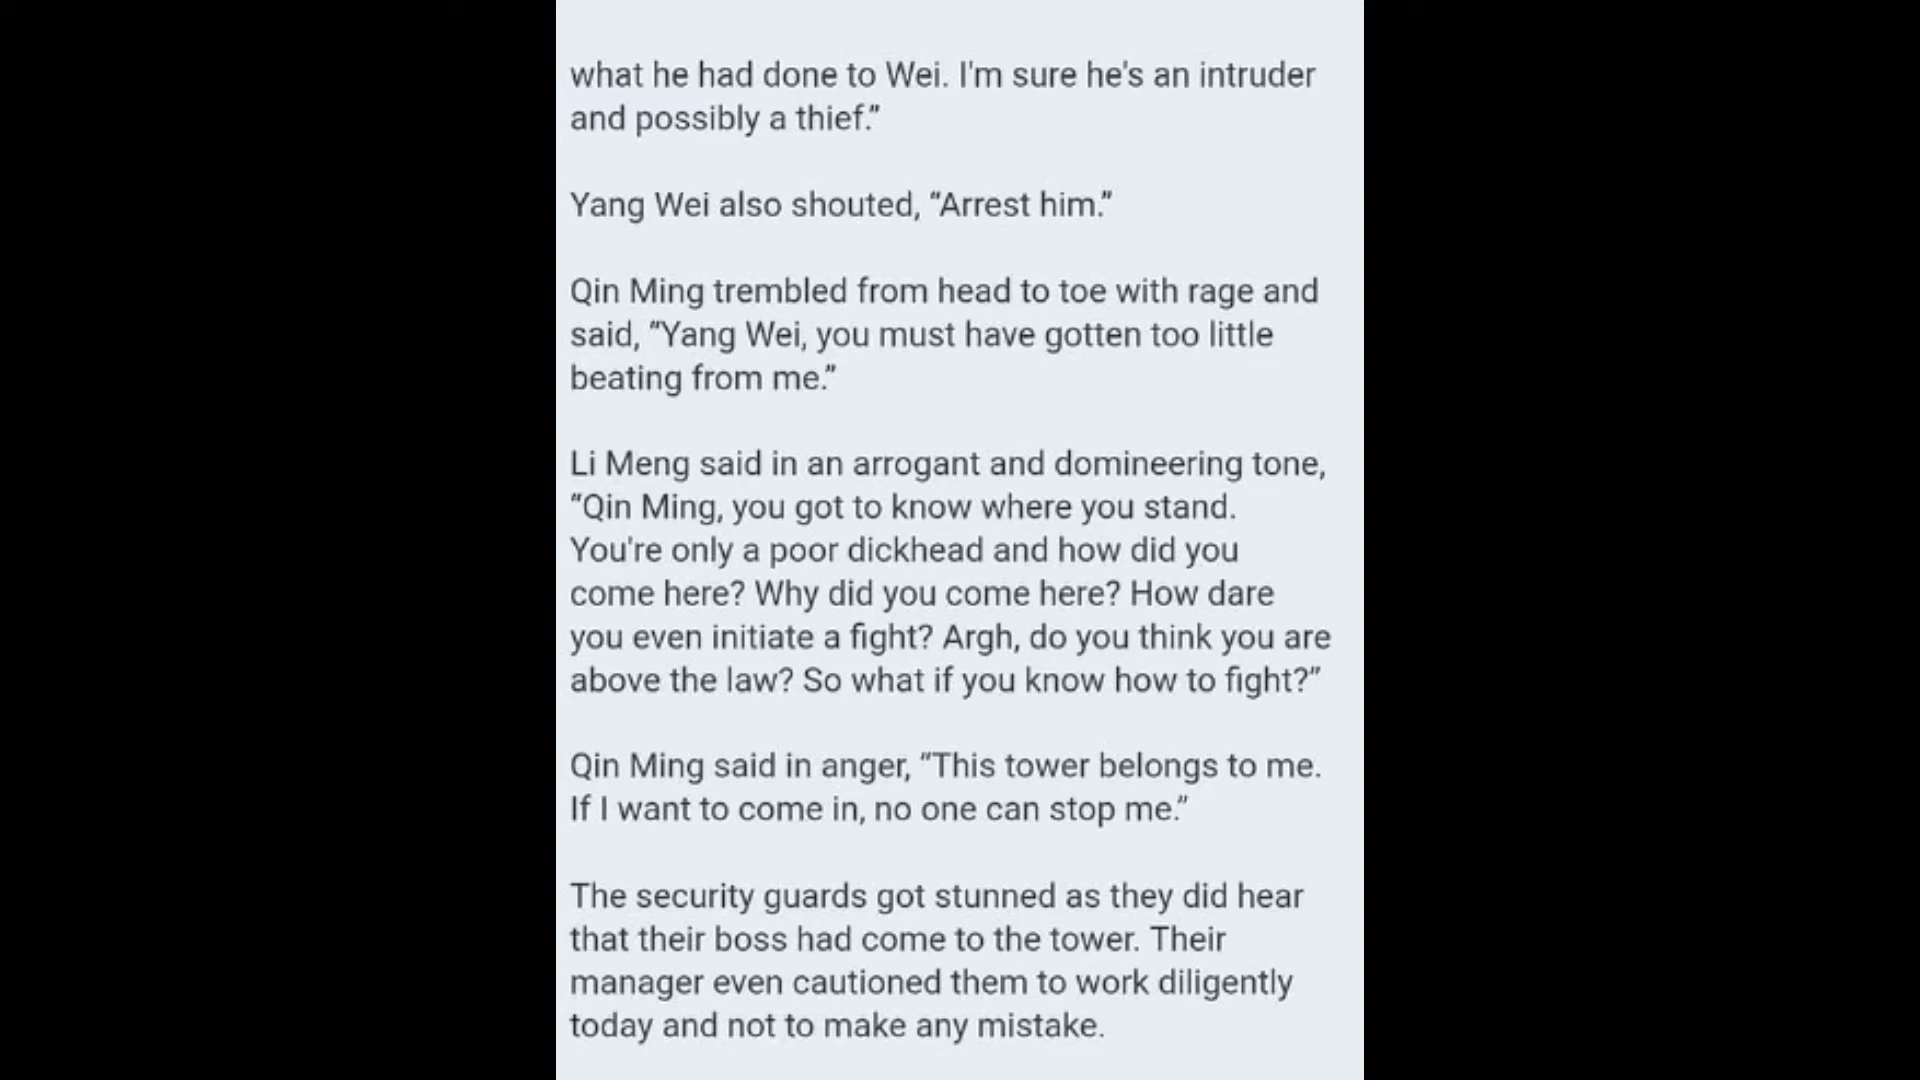 what he had done to Wei. I'm sure he's an intruder
and possibly a thief.”
Yang Wei also shouted, “Arrest him.”
Qin Ming trembled from head to toe with rage and
said, “Yang Wei, you must have gotten too little
beating from me.”
Li Meng said in an arrogant and domineering tone,
“Qin Ming, you got to know where you stand.
You're only a poor dickhead and how did you
come here? Why did you come here? How dare
you even initiate a fight? Argh, do you think you are
above the law? So what if you know how to fight?”
Qin Ming said in anger, “This tower belongs to me.
If I want to come in, no one can stop me.”
The security guards got stunned as they did hear
that their boss had come to the tower. Their
manager even cautioned them to work diligently
today and not to make any mistake.